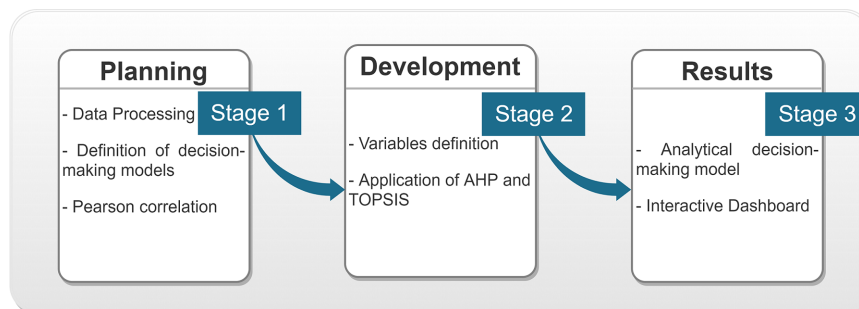 Planning
Stage 1
- Data Processing
- Definition of decision-
making models
- Pearson correlation
Development
Stage 2
- Variables definition
- Application of AHP and
TOPSIS
Results
Stage 3
- Analytical decision-
making model
- Interactive Dashboard